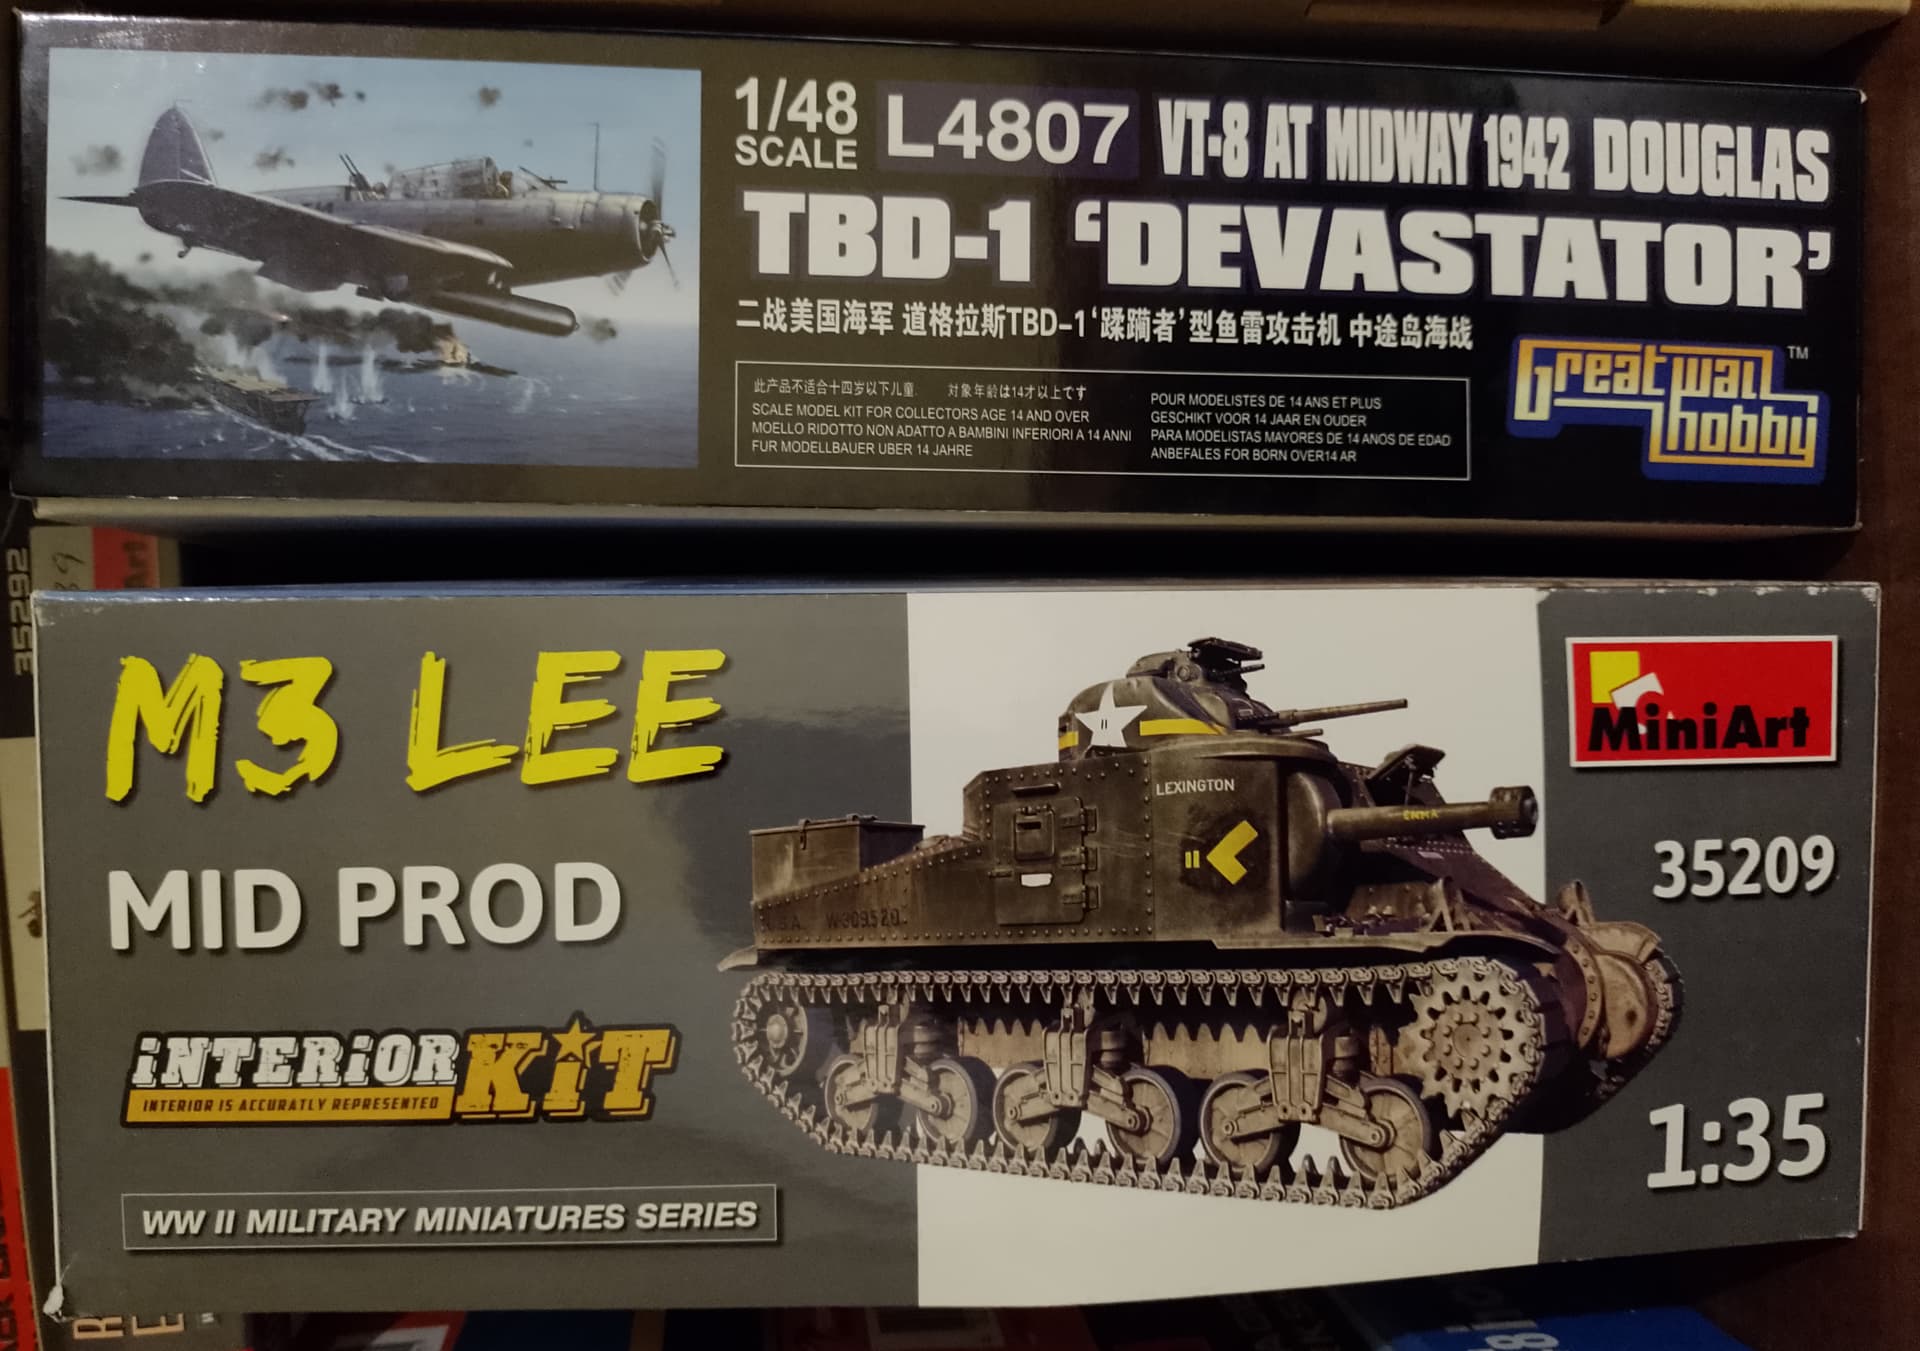 1/48
SCALE
L4807
VT-8 AT MIDWAY 1942 DOUGLAS
TBD-1 ‘DEVASTATOR’
二战美国海军 道格拉斯TBD-1‘蹂躏者’型鱼雷攻击机 中途岛海战
此产品不适合十四岁以下儿童. 対象年齢は14才以上です
SCALE MODEL KIT FOR COLLECTORS AGE 14 AND OVER
MOELLO RIDOTTO NON ADATTO A BAMBINI INFERIORI A 14 ANNI
FUR MODELLBAUER UBER 14 JAHRE
POUR MODELISTES DE 14 ANS ET PLUS
GESCHIKT VOOR 14 JAAR EN OUDER
PARA MODELISTAS MAYORES DE 14 ANOS DE EDAD
ANBEFALES FOR BORN OVER14 AR
Great wall
hobby
TM
35282
M3 LEE
MID PROD
INTERIOR KIT
INTERIOR IS ACCURATLY REPRESENTED
WW II MILITARY MINIATURES SERIES
LEXINGTON
W-309520
MiniArt
35209
1:35